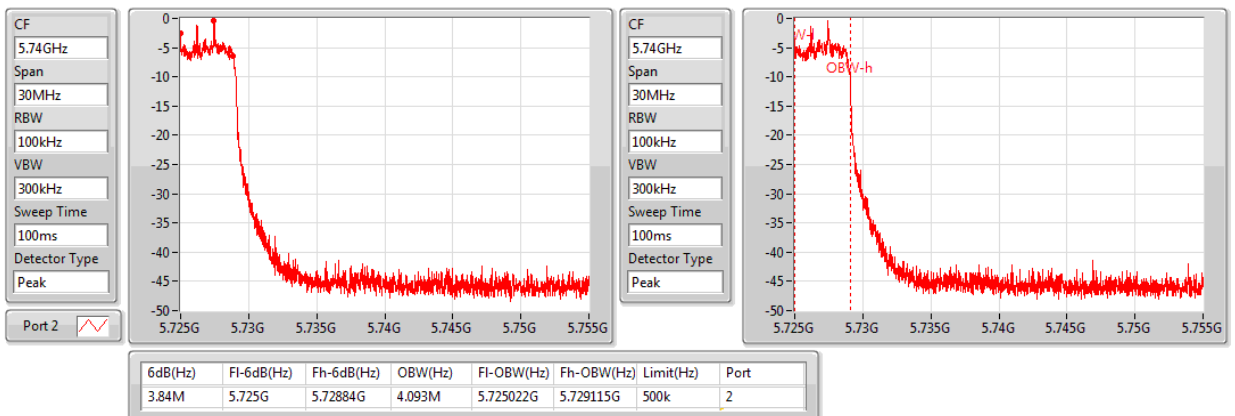 CF
5.74GHz
Span
30MHz
RBW
100kHz
VBW
300kHz
Sweep Time
100ms
Detector Type
Peak
Port 2
0
-5
-10
-15
-20
-25
-30
-35
-40
-45
-50
5.725G 5.73G 5.735G 5.74G 5.745G 5.75G 5.755G
CF
5.74GHz
Span
30MHz
RBW
100kHz
VBW
300kHz
Sweep Time
100ms
Detector Type
Peak
0
-5
-10
-15
-20
-25
-30
-35
-40
-45
-50
OBW-h
5.725G 5.73G 5.735G 5.74G 5.745G 5.75G 5.755G
6dB(Hz) Fl-6dB(Hz) Fh-6dB(Hz) OBW(Hz) Fl-OBW(Hz) Fh-OBW(Hz) Limit(Hz) Port
3.84M 5.725G 5.72884G 4.093M 5.725022G 5.729115G 500k 2